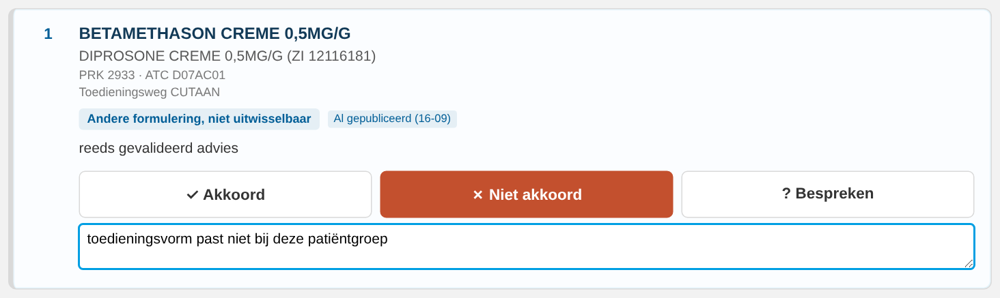 1 BETAMETHASON CREME 0,5MG/G
DIPROSONE CREME 0,5MG/G (ZI 12116181)
PRK 2933 · ATC D07AC01
Toedieningsweg CUTAAN
Andere formulering, niet uitwisselbaar Al gepubliceerd (16-09)
reeds gevalideerd advies
✓ Akkoord × Niet akkoord ? Bespreken
toedieningsvorm past niet bij deze patiëntgroep